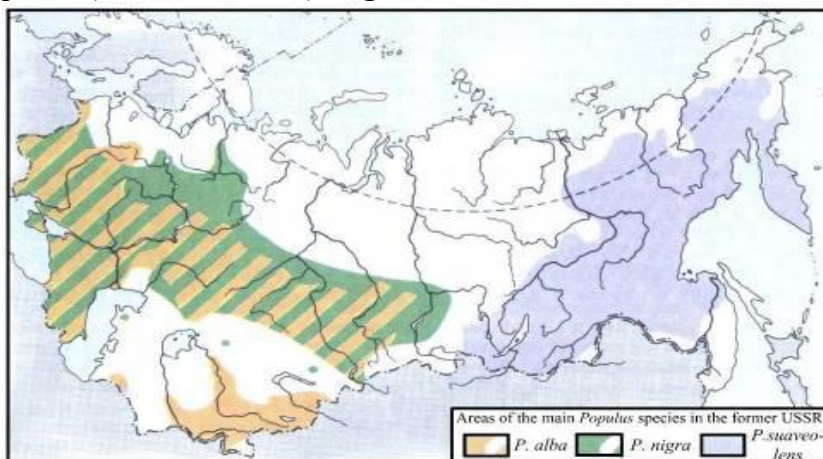 Areas of the main Populus species in the former USSR
P. alba P. nigra P.suaveo-
lens